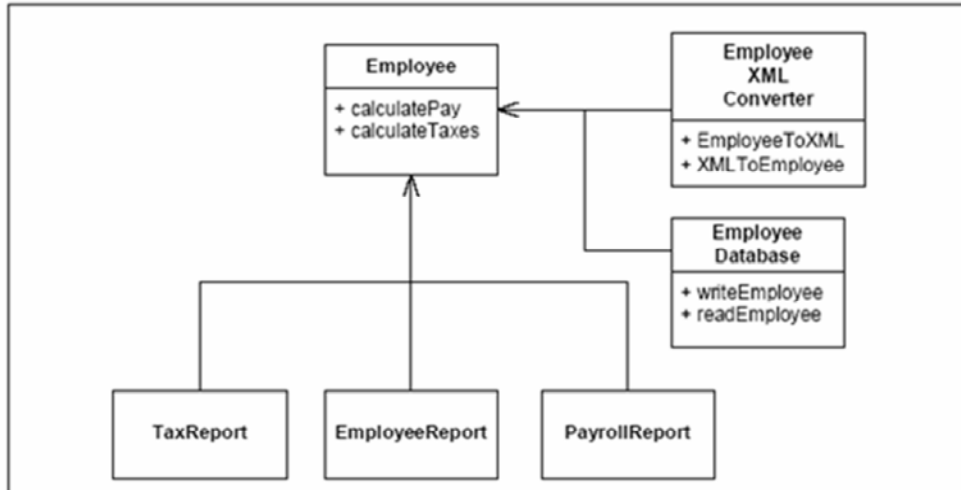 Employee
+ calculatePay
+ calculateTaxes
Employee
XML
Converter
+ EmployeeToXML
+ XMLToEmployee
Employee
Database
+ writeEmployee
+ readEmployee
TaxReport
EmployeeReport
PayrollReport